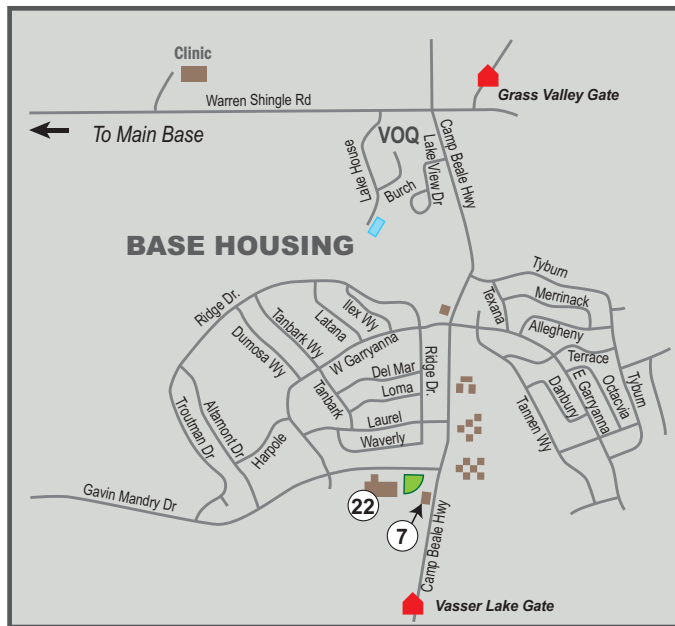 Clinic
Warren Shingle Rd
Grass Valley Gate
To Main Base
VOQ
Lake House
Burch
Lake View Dr
Camp Beale Hwy
BASE HOUSING
Tyburn
Merrinack
Texana
Allegheny
Terrace
Ridge Dr.
Ilex Wy
Latana
Tanbark Wy
Dumosa Wy
W Garryanna
Ridge Dr.
Del Mar
Loma
Tanbark
Laurel
Waverly
Danbury
E Garryanna
Octacvia
Tyburn
Tannen Wy
Troutman Dr
Altamont Dr
Harpole
Gavin Mandry Dr
22
7
Camp Beale Hwy
Vasser Lake Gate